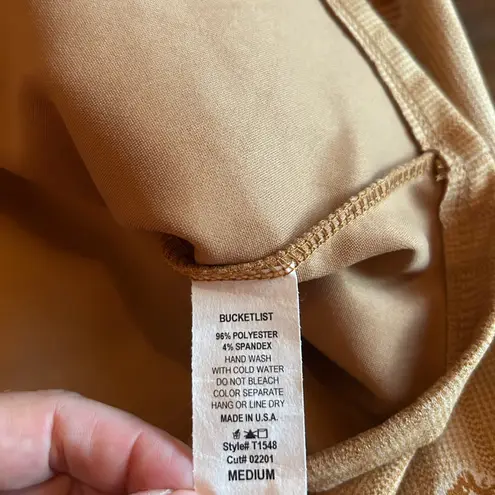 BUCKETLIST
96% POLYESTER
4% SPANDEX
HAND WASH
WITH COLD WATER
DO NOT BLEACH
COLOR SEPARATE
HANG OR LINE DRY
MADE IN U.S.A.
Style# T1548
Cut# 02201
MEDIUM